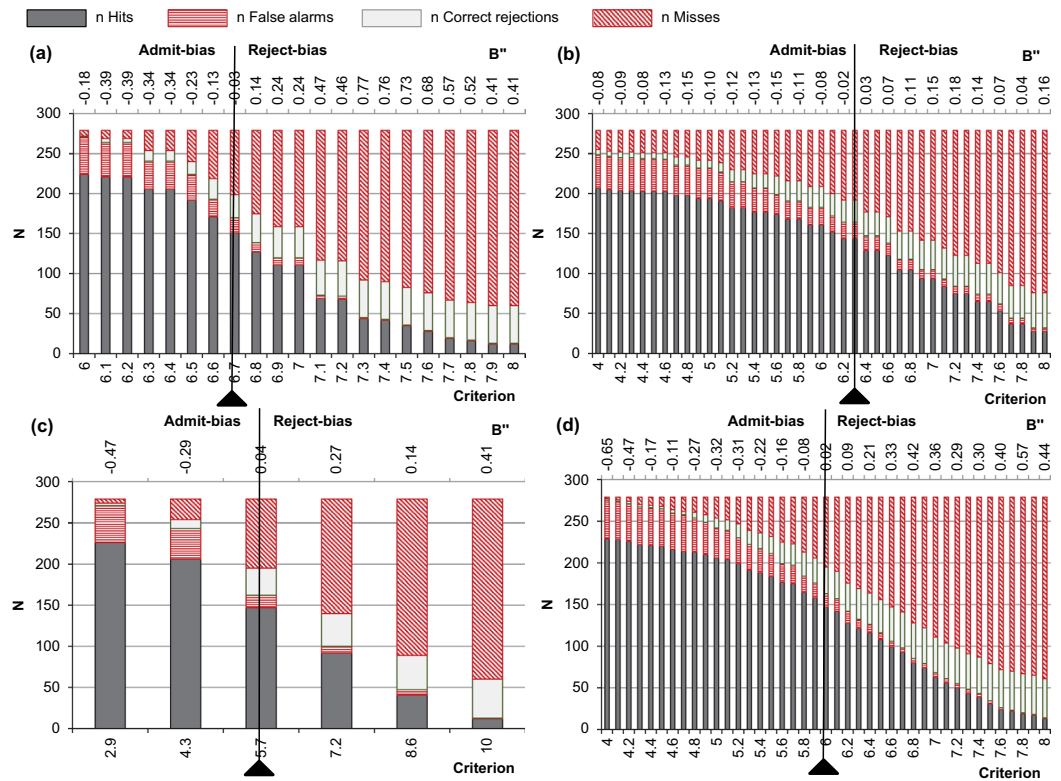 n Hits n False alarms n Correct rejections n Misses
(a) Admit-bias Reject-bias B"
-0.18 -0.39 -0.39 -0.34 -0.34 -0.23 -0.13 -0.03 0.14 0.24 0.24 0.47 0.46 0.77 0.76 0.73 0.68 0.57 0.52 0.41 0.41
300
250
200
150
100
50
0
N
6 6.1 6.2 6.3 6.4 6.5 6.6 6.7 6.8 6.9 7 7.1 7.2 7.3 7.4 7.5 7.6 7.7 7.8 7.9 8
Criterion
(b) Admit-bias Reject-bias B"
-0.08 -0.09 -0.08 -0.09 -0.15 -0.10 -0.12 -0.13 -0.15 -0.11 -0.08 -0.02 0.03 0.07 0.11 0.15 0.18 0.14 0.07 0.04 0.16
300
250
200
150
100
50
0
N
4 4.2 4.4 4.6 4.8 5 5.2 5.4 5.6 5.8 6 6.2 6.4 6.6 6.8 7 7.2 7.4 7.6 7.8 8
Criterion
(c) Admit-bias Reject-bias B"
-0.47 -0.29 0.04 0.27 0.14 0.41
300
250
200
150
100
50
0
N
2.9 4.3 5.7 7.2 8.6 10
Criterion
(d) Admit-bias Reject-bias B"
-0.65 -0.47 -0.17 -0.11 -0.27 -0.32 -0.31 -0.22 -0.16 -0.08 0.02 0.09 0.21 0.33 0.42 0.36 0.29 0.30 0.40 0.57 0.44
300
250
200
150
100
50
0
N
4 4.2 4.4 4.6 4.8 5 5.2 5.4 5.6 5.8 6 6.2 6.4 6.6 6.8 7 7.2 7.4 7.6 7.8 8
Criterion